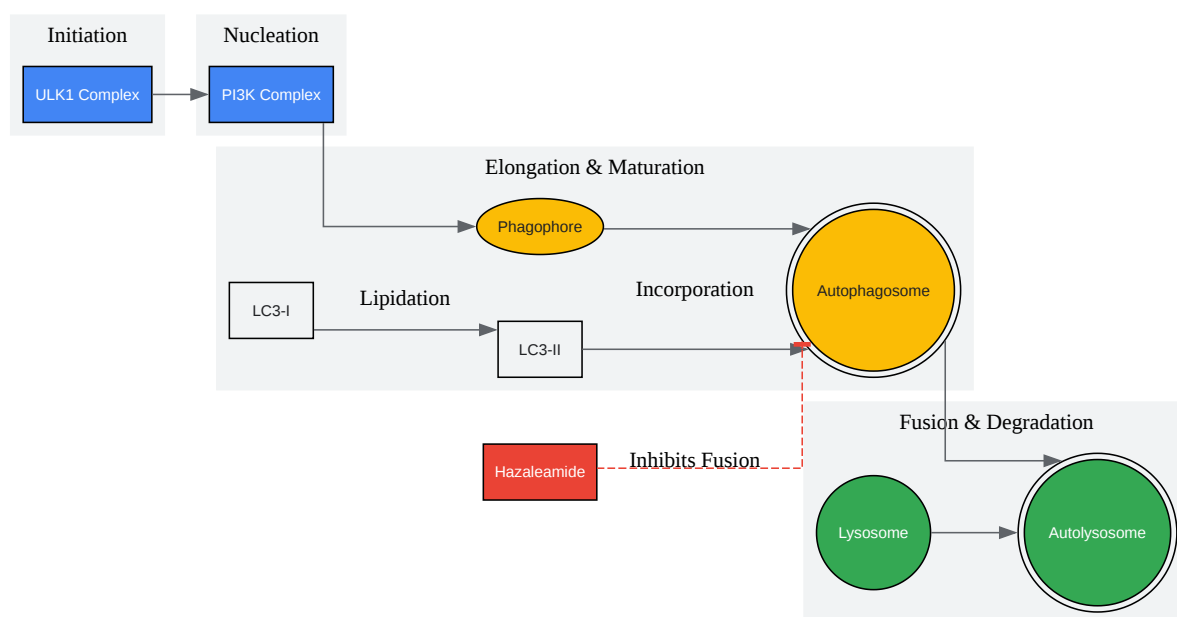 Initiation
Nucleation
ULK1 Complex
PI3K Complex
Elongation & Maturation
Phagophore
Autophagosome
LC3-I
Lipidation
Incorporation
LC3-II
Hazaleamide
Inhibits Fusion
Fusion & Degradation
Lysosome
Autolysosome